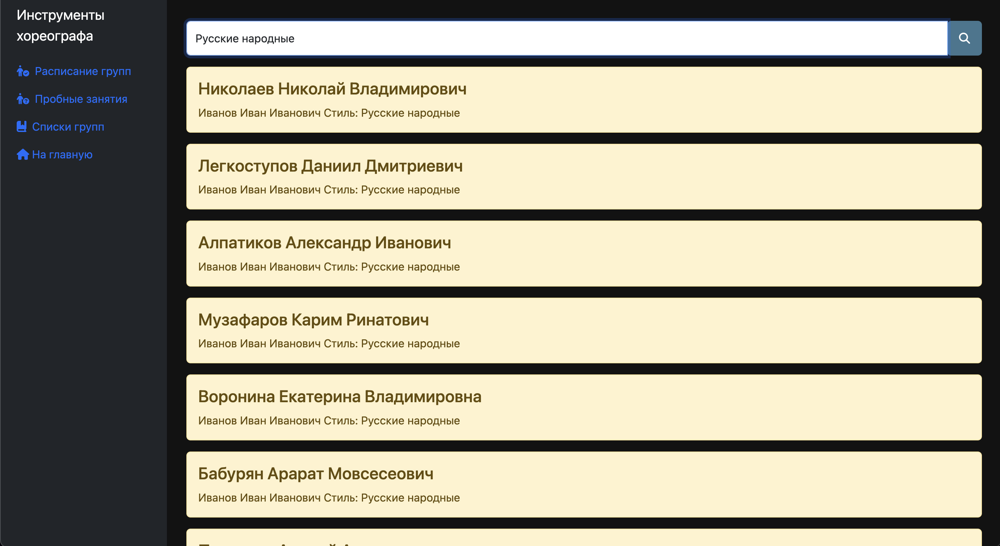 Инструменты
хореографа
Расписание групп
Пробные занятия
Списки групп
На главную
Русские народные
Николаев Николай Владимирович
Иванов Иван Иванович Стиль: Русские народные
Легкоступов Даниил Дмитриевич
Иванов Иван Иванович Стиль: Русские народные
Алпатиков Александр Иванович
Иванов Иван Иванович Стиль: Русские народные
Музафаров Карим Ринатович
Иванов Иван Иванович Стиль: Русские народные
Воронина Екатерина Владимировна
Иванов Иван Иванович Стиль: Русские народные
Бабурян Арарат Мовсесеович
Иванов Иван Иванович Стиль: Русские народные